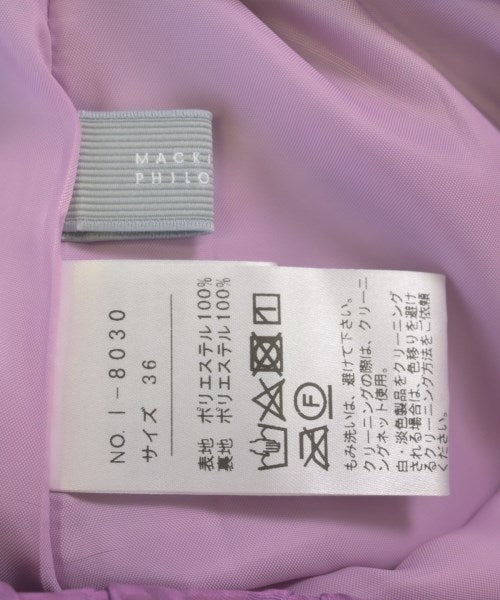 MACKI
PHILO
NO. I-8030
サイズ 36
表地 ポリエステル100%
裏地 ポリエステル100%
F
もみ洗いは、避けて下さい。
クリーニングの際は、クリーニ
ングネット使用。
白・淡色製品をクリーニング
される場合は、色移りを避け
るクリーニング方法をご依頼
ください。